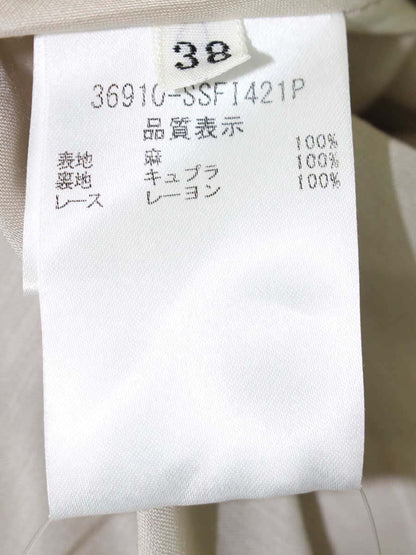 38
36910-SSFI421P
品質表示
表地 麻 100%
裏地 キュプラ 100%
レース レーヨン 100%